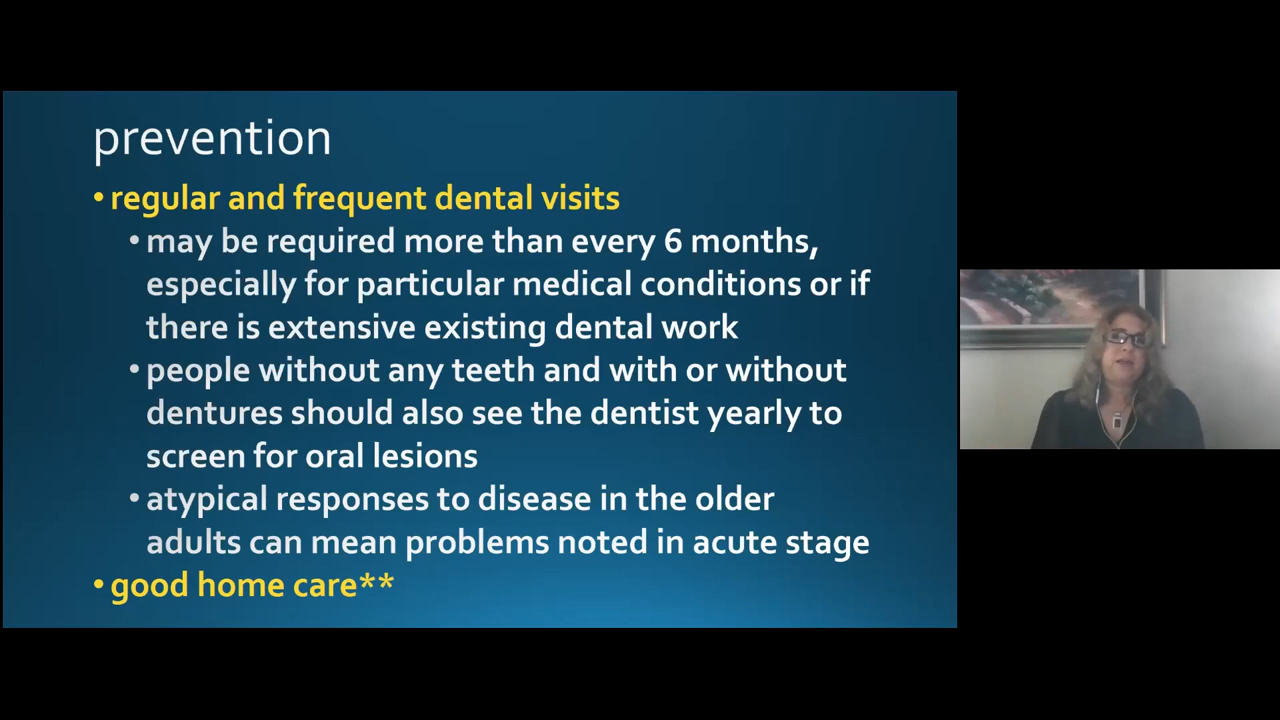 prevention
• regular and frequent dental visits
• may be required more than every 6 months,
especially for particular medical conditions or if
there is extensive existing dental work
• people without any teeth and with or without
dentures should also see the dentist yearly to
screen for oral lesions
• atypical responses to disease in the older
adults can mean problems noted in acute stage
• good home care**